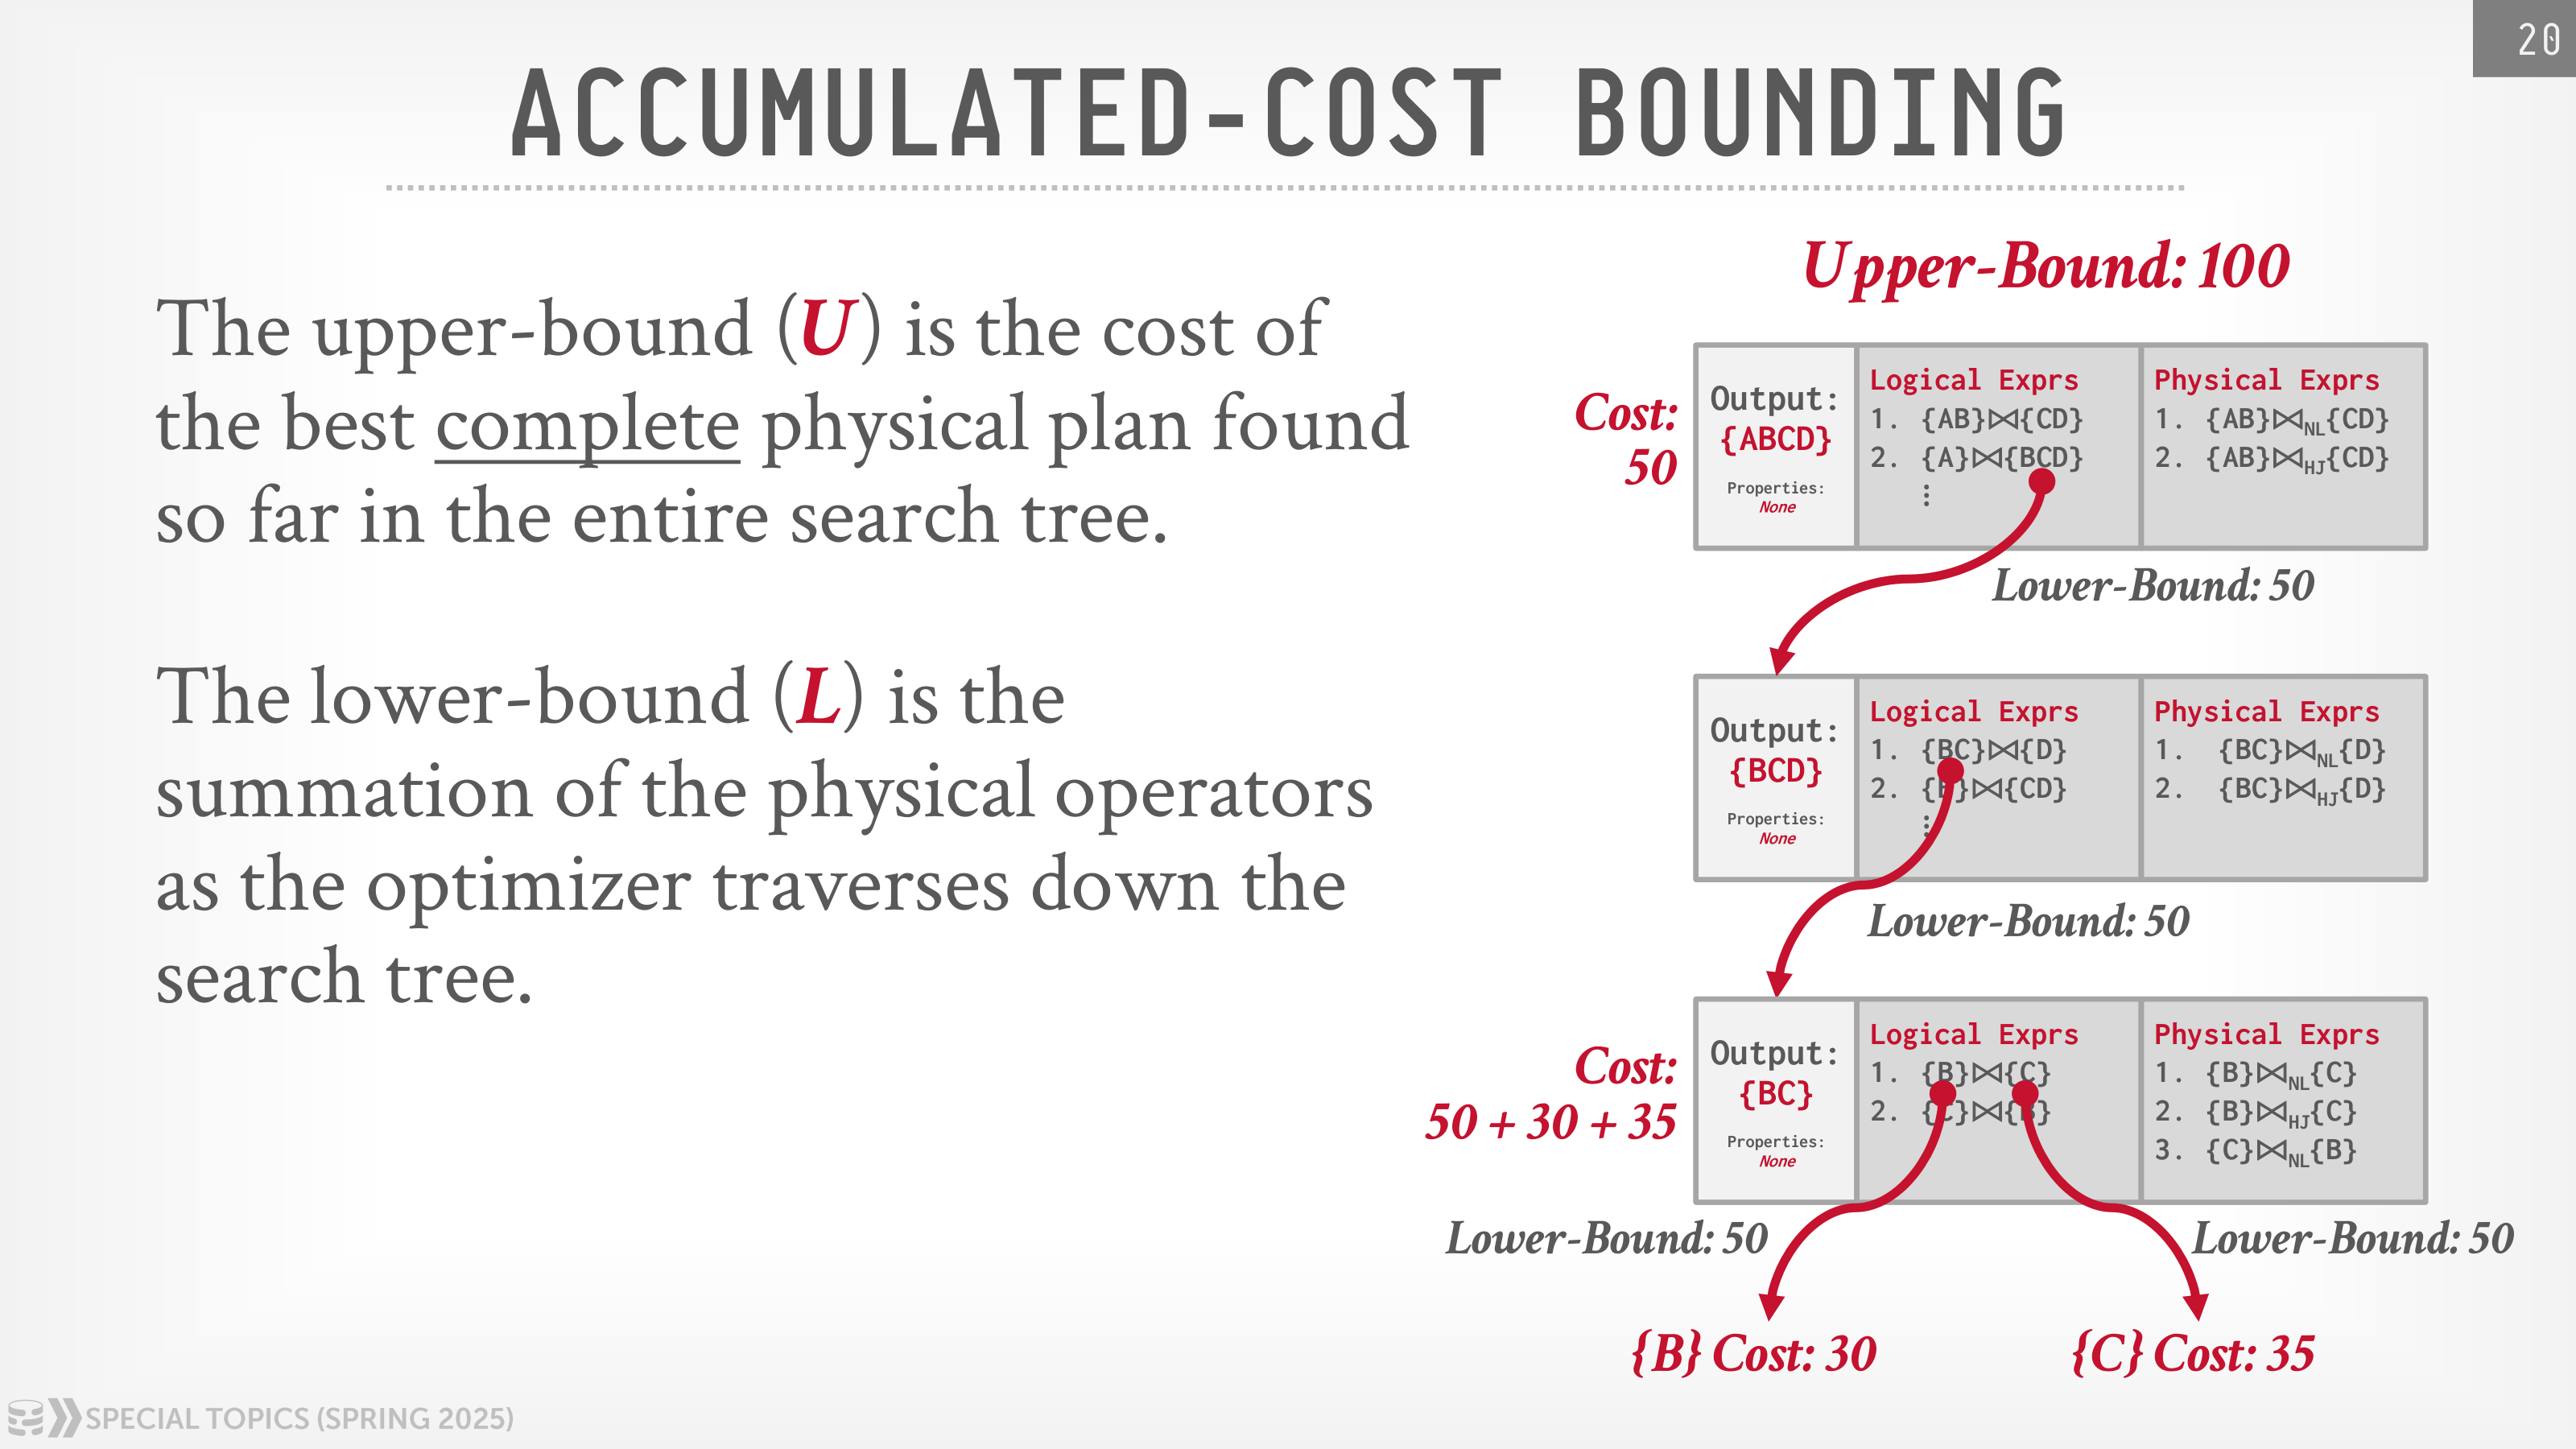 20
ACCUMULATED-COST BOUNDING
The upper-bound (U) is the cost of
the best complete physical plan found
so far in the entire search tree.
The lower-bound (L) is the
summation of the physical operators
as the optimizer traverses down the
search tree.
Upper-Bound: 100
Cost:
50
Output:
{ABCD}
Properties:
None
Logical Exprs
1. {AB}⋈{CD}
2. {A}⋈{BCD}
⋮
Physical Exprs
1. {AB}⋈NL{CD}
2. {AB}⋈HJ{CD}
Lower-Bound: 50
Output:
{BCD}
Properties:
None
Logical Exprs
1. {BC}⋈{D}
2. {B}⋈{CD}
⋮
Physical Exprs
1. {BC}⋈NL{D}
2. {BC}⋈HJ{D}
Lower-Bound: 50
Cost:
50 + 30 + 35
Output:
{BC}
Properties:
None
Logical Exprs
1. {B}⋈{C}
2. {C}⋈{B}
Physical Exprs
1. {B}⋈NL{C}
2. {B}⋈HJ{C}
3. {C}⋈NL{B}
Lower-Bound: 50
Lower-Bound: 50
{B} Cost: 30
{C} Cost: 35
SPECIAL TOPICS (SPRING 2025)